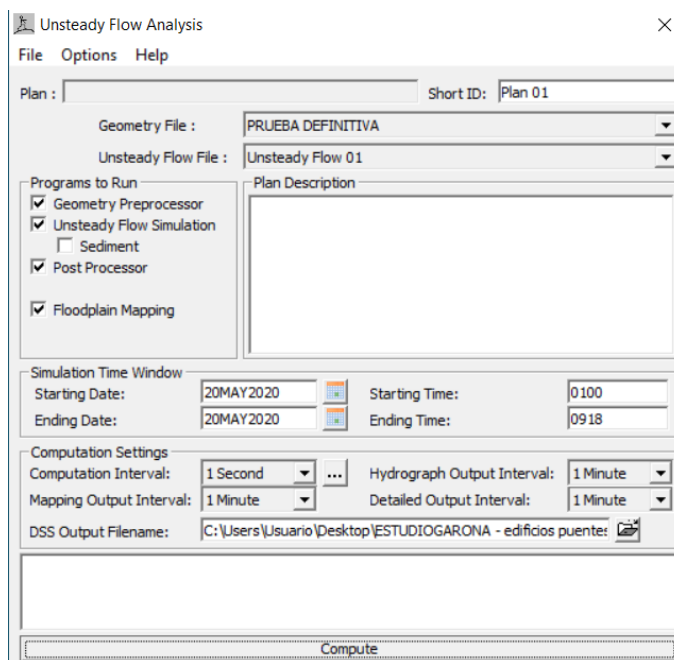 Unsteady Flow Analysis
File Options Help
Plan : Short ID: Plan 01
Geometry File : PRUEBA DEFINITIVA
Unsteady Flow File : Unsteady Flow 01
Programs to Run Plan Description
Geometry Preprocessor
Unsteady Flow Simulation
Sediment
Post Processor
Floodplain Mapping
Simulation Time Window
Starting Date: 20MAY2020 Starting Time: 0100
Ending Date: 20MAY2020 Ending Time: 0918
Computation Settings
Computation Interval: 1 Second ... Hydrograph Output Interval: 1 Minute
Mapping Output Interval: 1 Minute Detailed Output Interval: 1 Minute
DSS Output Filename: C:\Users\Usuario\Desktop\ESTUDIOGARONA - edificios puentes
Compute